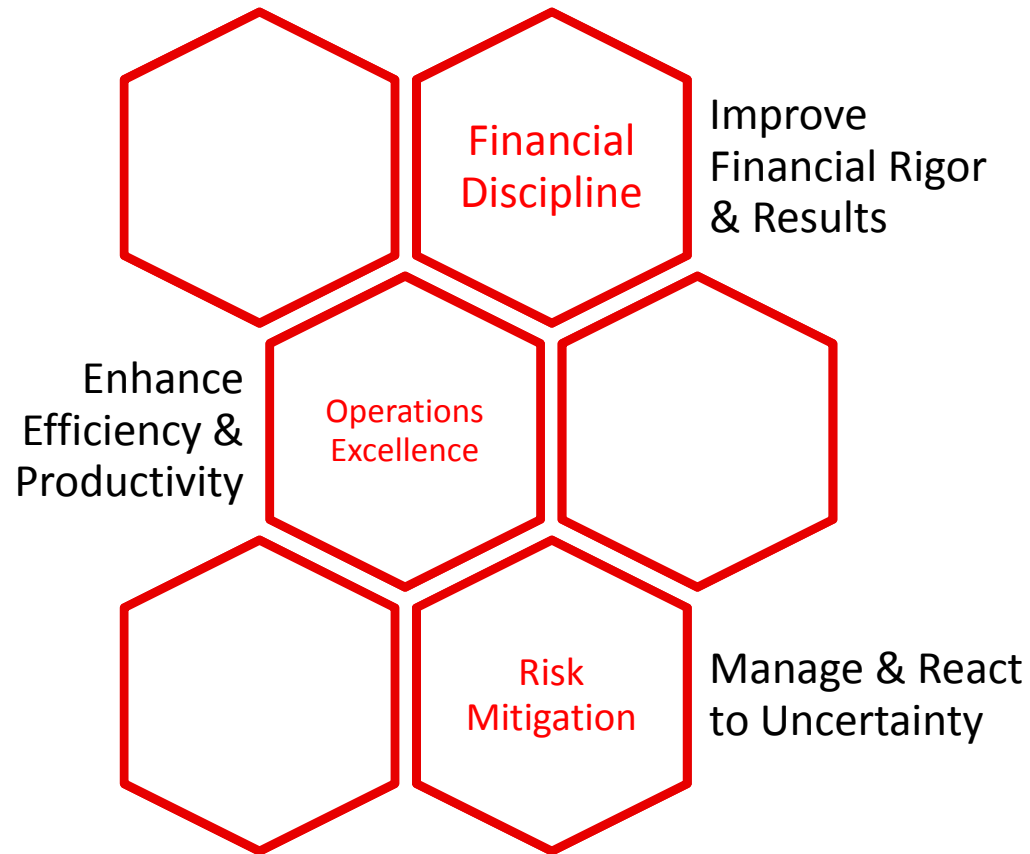 Financial
Discipline
Improve
Financial Rigor
& Results
Enhance
Efficiency &
Productivity
Operations
Excellence
Risk
Mitigation
Manage & React
to Uncertainty